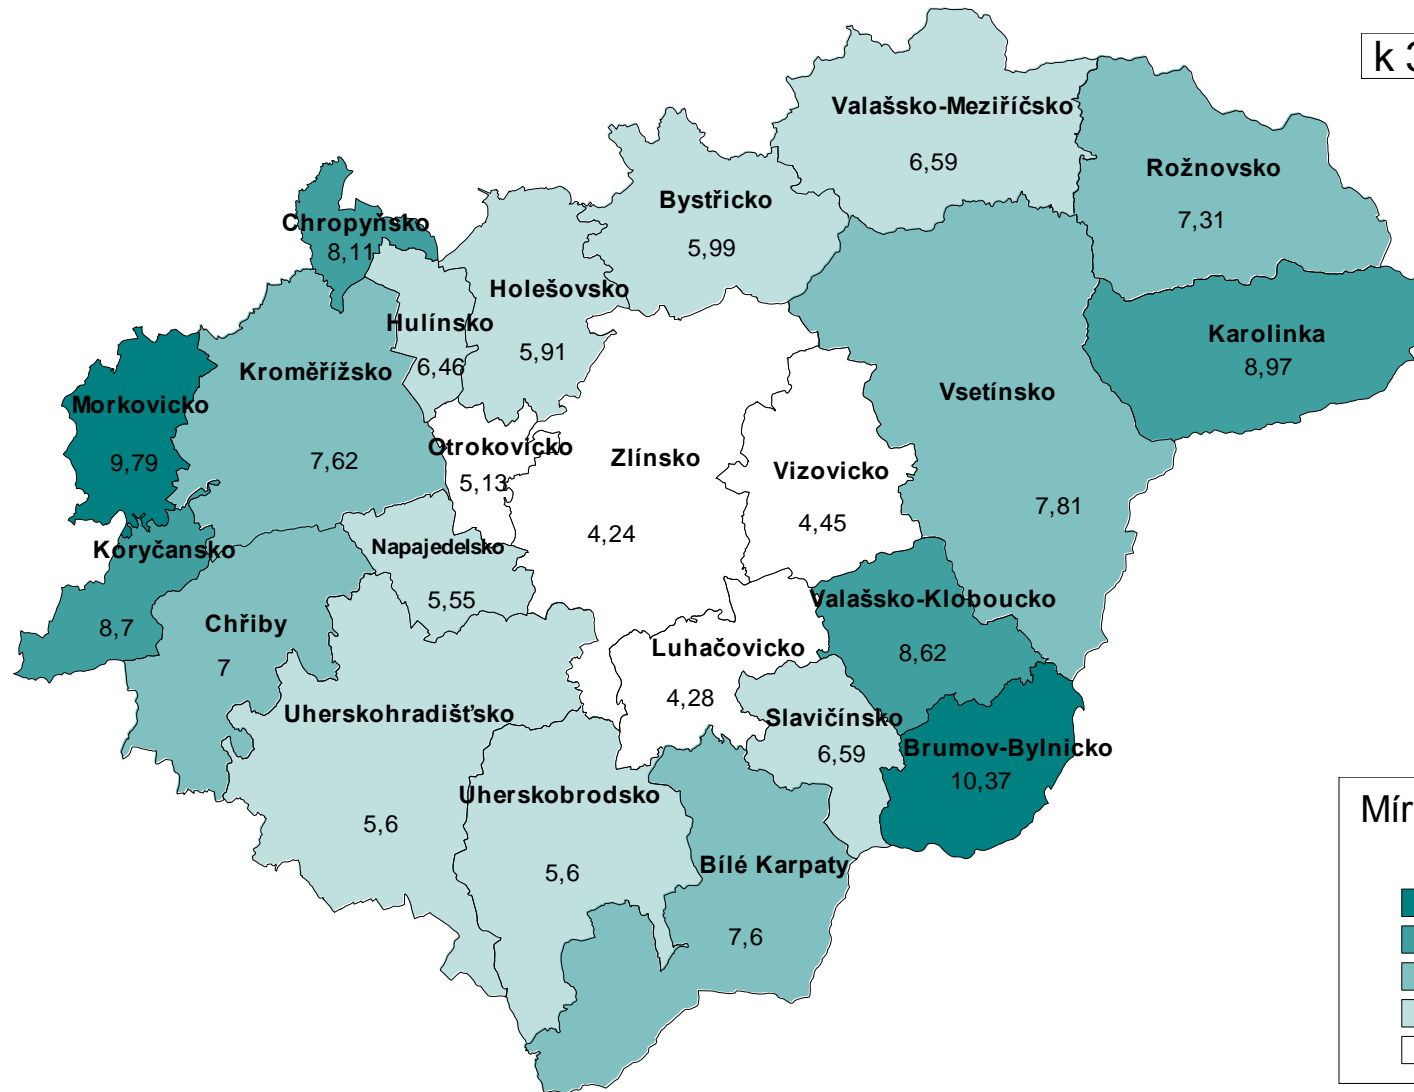 k 3
Valašsko-Meziříčsko
6,59
Rožnovsko
7,31
Bystřicko
5,99
Chropyňsko
8,11
Holešovsko
5,91
Hulínsko
6,46
Karolinka
8,97
Kroměřížsko
7,62
Vsetínsko
7,81
Morkovicko
9,79
Otrokovicko
5,13
Zlínsko
4,24
Vizovicko
4,45
Koryčansko
8,7
Napajedelsko
5,55
Valašsko-Kloboucko
8,62
Chřiby
7
Luhačovicko
4,28
Uherskohradišťsko
5,6
Slavičínsko
6,59
Brumov-Bylnicko
10,37
Uherskobrodsko
5,6
Mír
Bílé Karpaty
7,6